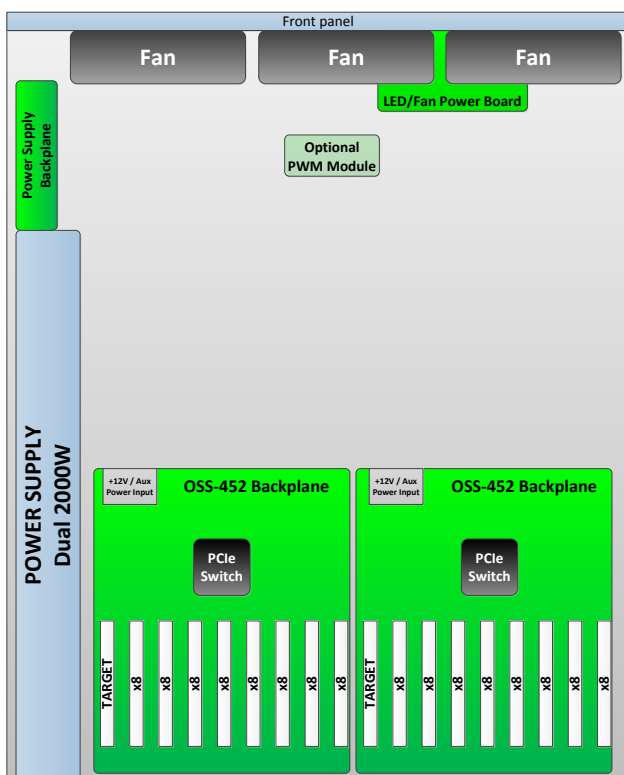 Front panel
Fan
Fan
Fan
LED/Fan Power Board
Power Supply
Backplane
Optional
PWM Module
POWER SUPPLY
Dual 2000W
+12V / Aux
Power Input
OSS-452 Backplane
PCIe
Switch
TARGET
x8
x8
x8
x8
x8
x8
x8
x8
+12V / Aux
Power Input
OSS-452 Backplane
PCIe
Switch
TARGET
x8
x8
x8
x8
x8
x8
x8
x8